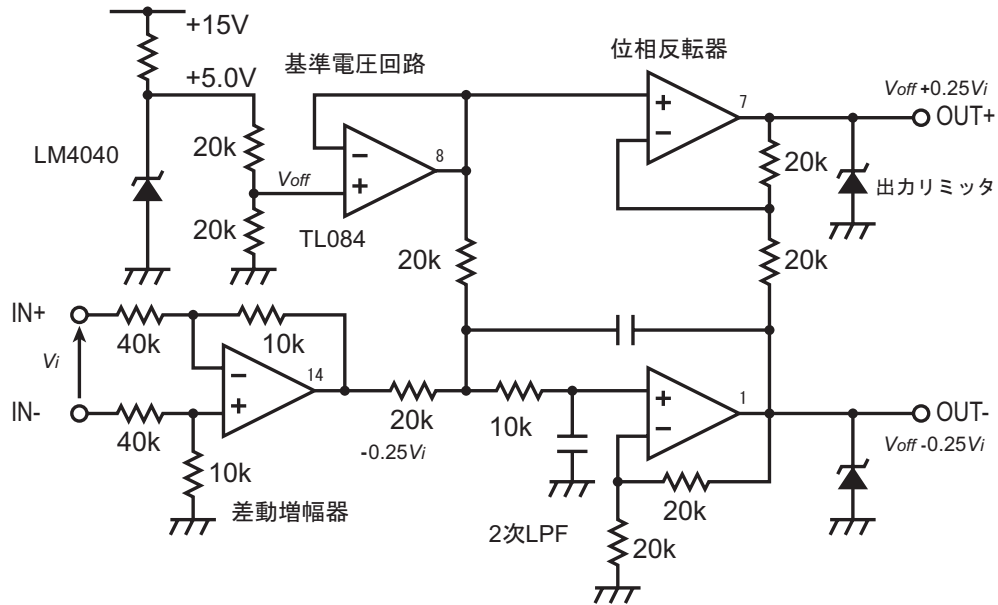 +15V
+5.0V
基準電圧回路
位相反転器
7
Voff +0.25Vi
OUT+
20k
LM4040
Voff
8
20k
出力リミッタ
20k
TL084
20k
20k
IN+
40k
10k
Vi
14
1
IN-
OUT-
40k
20k
10k
-0.25Vi
Voff -0.25Vi
10k
差動増幅器
20k
2次LPF
20k